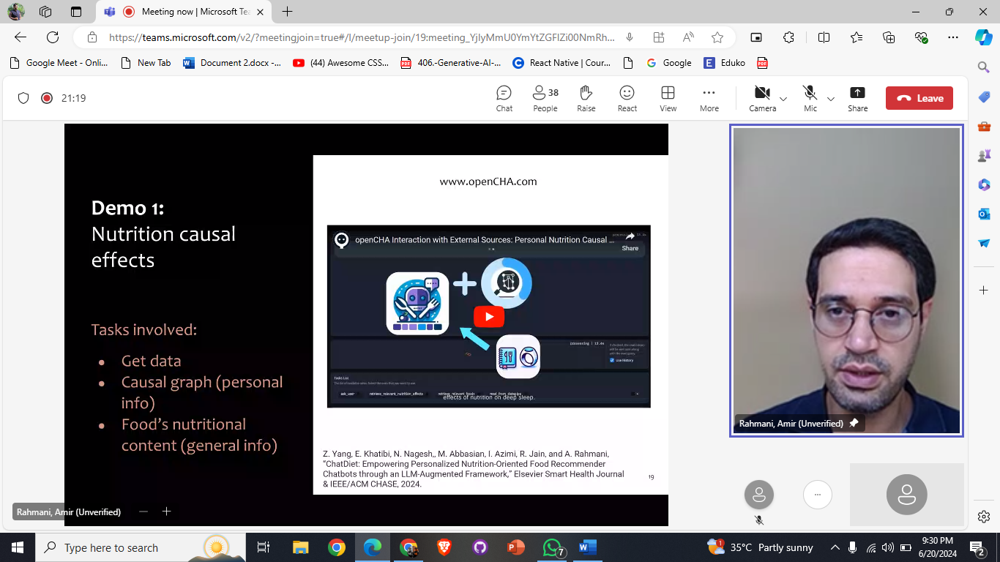 Meeting now | Microsoft Tea
https://teams.microsoft.com/v2/?meetingjoin=true#/l/meetup-join/19:meeting_YjIyMmU0YmYtZGFlZi00NmRh...
Google Meet - Onli...
New Tab
Document 2.docx -...
(44) Awesome CSS...
406.-Generative-AI-...
React Native | Cour...
Google
Eduko
21:19
Chat
38
People
Raise
React
View
More
Camera
Mic
Share
Leave
Demo 1:
Nutrition causal
effects
Tasks involved:
• Get data
• Causal graph (personal
info)
• Food's nutritional
content (general info)
www.openCHA.com
openCHA Interaction with External Sources: Personal Nutrition Causal ...
Share
processing | 13.4s
Use History
Tasks List
ask_user
retrieve_relevant_nutrition_effects
retrieve_relevant_foods
read_from_datapipe
effects of nutrition on deep sleep.
Z. Yang, E. Khatibi, N. Nagesh,, M. Abbasian, I. Azimi, R. Jain, and A. Rahmani,
“ChatDiet: Empowering Personalized Nutrition-Oriented Food Recommender
Chatbots through an LLM-Augmented Framework,” Elsevier Smart Health Journal
& IEEE/ACM CHASE, 2024.
19
Rahmani, Amir (Unverified)
Rahmani, Amir (Unverified)
Type here to search
7
1
35°C Partly sunny
9:30 PM
6/20/2024
2